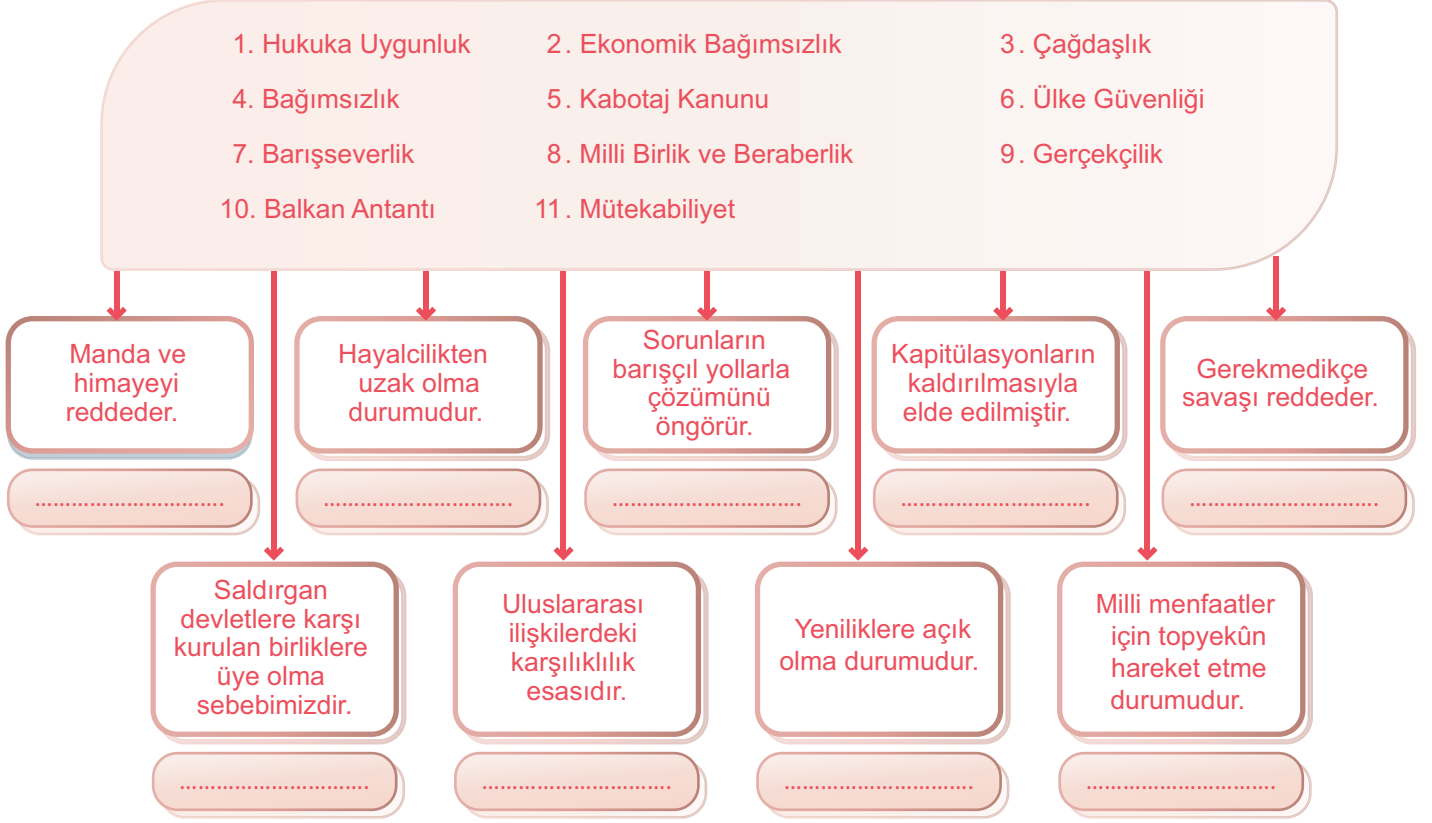 1. Hukuka Uygunluk 2. Ekonomik Bağımsızlık 3. Çağdaşlık
4. Bağımsızlık 5. Kabotaj Kanunu 6. Ülke Güvenliği
7. Barışseverlik 8. Milli Birlik ve Beraberlik 9. Gerçekçilik
10. Balkan Antantı 11. Mütekabiliyet
Manda ve
himayeyi
reddeder.
................................
Hayalcilikten
uzak olma
durumudur.
................................
Sorunların
barışçıl yollarla
çözümünü
öngörür.
................................
Kapitülasyonların
kaldırılmasıyla
elde edilmiştir.
................................
Gerekmedikçe
savaşı reddeder.
................................
Saldırgan
devletlere karşı
kurulan birliklere
üye olma
sebebimizdir.
................................
Uluslararası
ilişkilerdeki
karşılıklılık
esasıdır.
................................
Yeniliklere açık
olma durumudur.
................................
Milli menfaatler
için topyekûn
hareket etme
durumudur.
................................